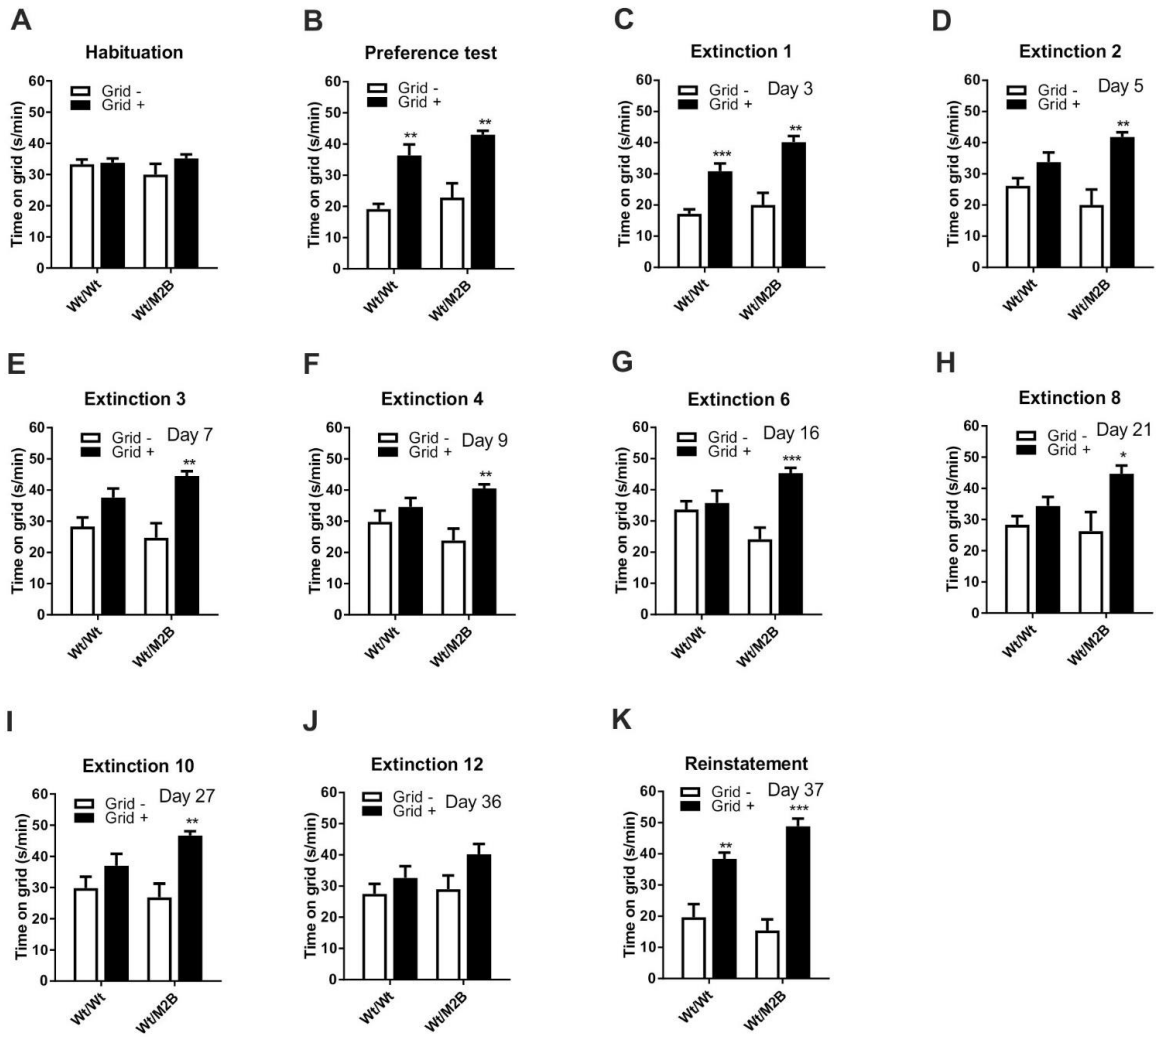 A
Habituation
Grid -
Grid +
Time on grid (s/min)
60
50
40
30
20
10
0
Wt/Wt
Wt/M2B
B
Preference test
Grid -
Grid +
Time on grid (s/min)
60
50
40
30
20
10
0
**
**
Wt/Wt
Wt/M2B
C
Extinction 1
Grid -
Grid +
Day 3
Time on grid (s/min)
60
50
40
30
20
10
0
***
**
Wt/Wt
Wt/M2B
D
Extinction 2
Grid -
Grid +
Day 5
Time on grid (s/min)
60
50
40
30
20
10
0
**
Wt/Wt
Wt/M2B
E
Extinction 3
Grid -
Grid +
Day 7
Time on grid (s/min)
60
50
40
30
20
10
0
**
Wt/Wt
Wt/M2B
F
Extinction 4
Grid -
Grid +
Day 9
Time on grid (s/min)
60
50
40
30
20
10
0
**
Wt/Wt
Wt/M2B
G
Extinction 6
Grid -
Grid +
Day 16
Time on grid (s/min)
60
50
40
30
20
10
0
***
Wt/Wt
Wt/M2B
H
Extinction 8
Grid -
Grid +
Day 21
Time on grid (s/min)
60
50
40
30
20
10
0
*
Wt/Wt
Wt/M2B
I
Extinction 10
Grid -
Grid +
Day 27
Time on grid (s/min)
60
50
40
30
20
10
0
**
Wt/Wt
Wt/M2B
J
Extinction 12
Grid -
Grid +
Day 36
Time on grid (s/min)
60
50
40
30
20
10
0
Wt/Wt
Wt/M2B
K
Reinstatement
Grid -
Grid +
Day 37
Time on grid (s/min)
60
50
40
30
20
10
0
**
***
Wt/Wt
Wt/M2B